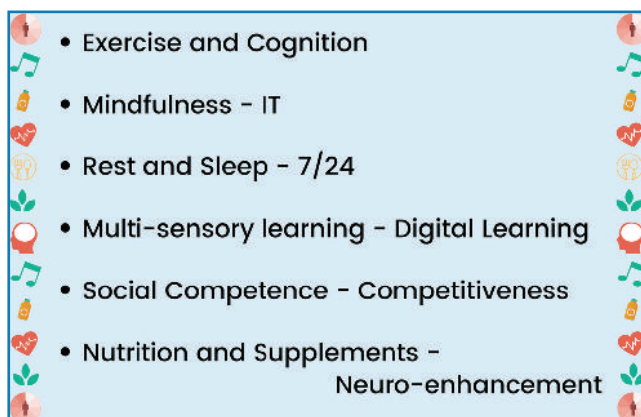 • Exercise and Cognition
• Mindfulness - IT
• Rest and Sleep - 7/24
• Multi-sensory learning - Digital Learning
• Social Competence - Competitiveness
• Nutrition and Supplements -
Neuro-enhancement